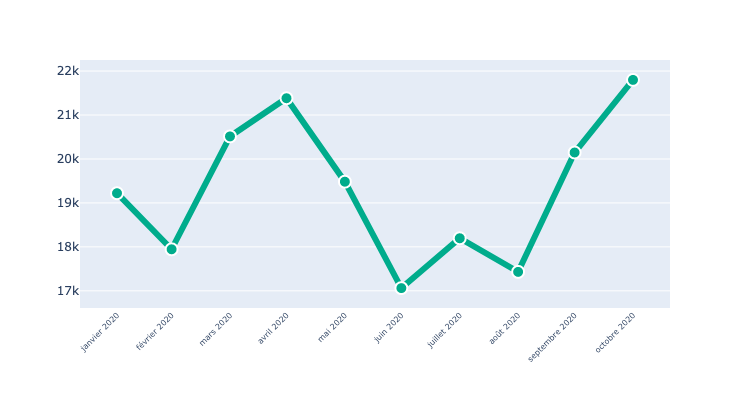 22k
21k
20k
19k
18k
17k
janvier 2020
février 2020
mars 2020
avril 2020
mai 2020
juin 2020
juillet 2020
août 2020
septembre 2020
octobre 2020